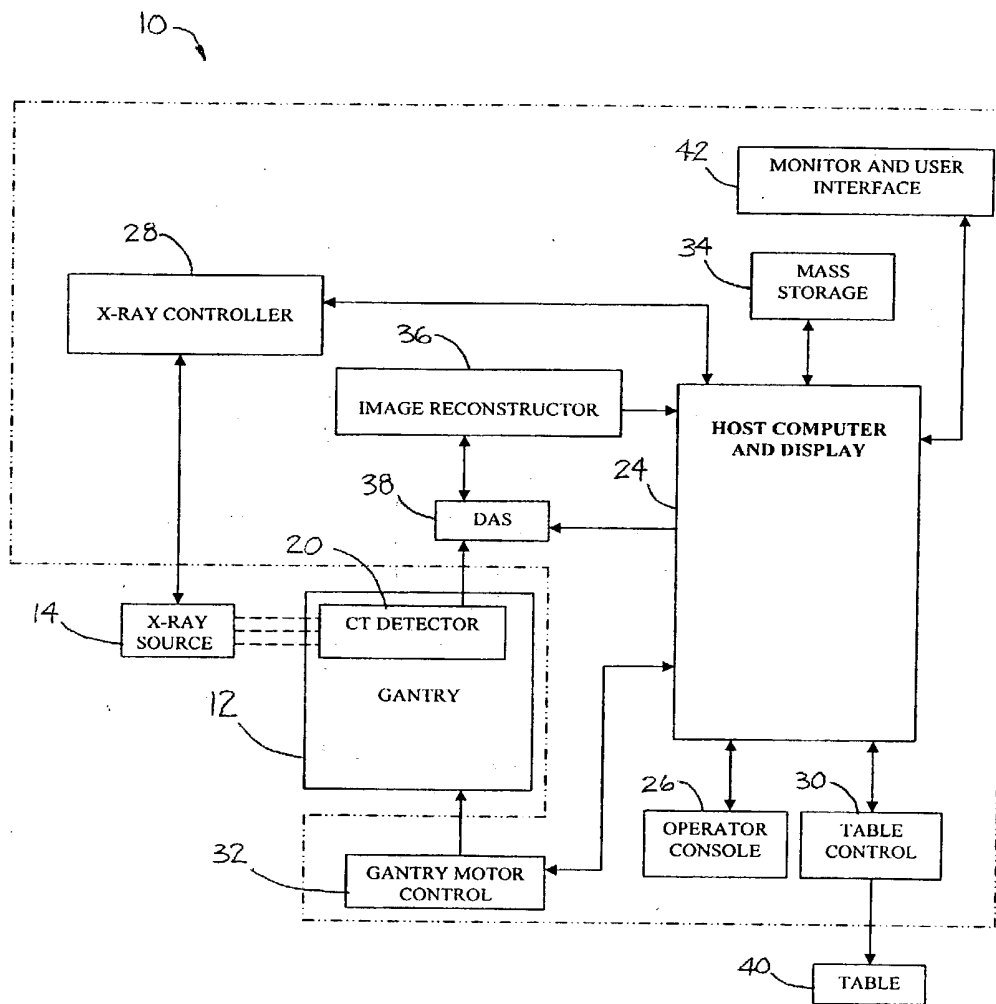 10
42
MONITOR AND USER
INTERFACE
28
34
MASS
STORAGE
X-RAY CONTROLLER
36
IMAGE RECONSTRUCTOR
HOST COMPUTER
AND DISPLAY
24
38
DAS
20
14
X-RAY
SOURCE
CT DETECTOR
GANTRY
12
26
30
OPERATOR
CONSOLE
TABLE
CONTROL
32
GANTRY MOTOR
CONTROL
40
TABLE